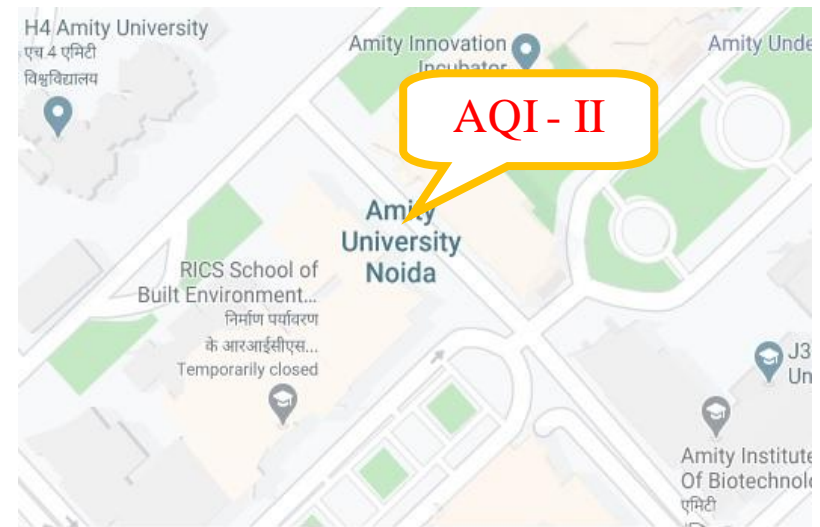 H4 Amity University
एच 4 एमिटी
विश्वविद्यालय
Amity Innovation
Incubator
Amity Unde
AQI - II
Amity
University
Noida
RICS School of
Built Environment...
निर्माण पर्यावरण
के आरआईसीएस...
Temporarily closed
J3
Un
Amity Institute
Of Biotechnolo
एमिटी